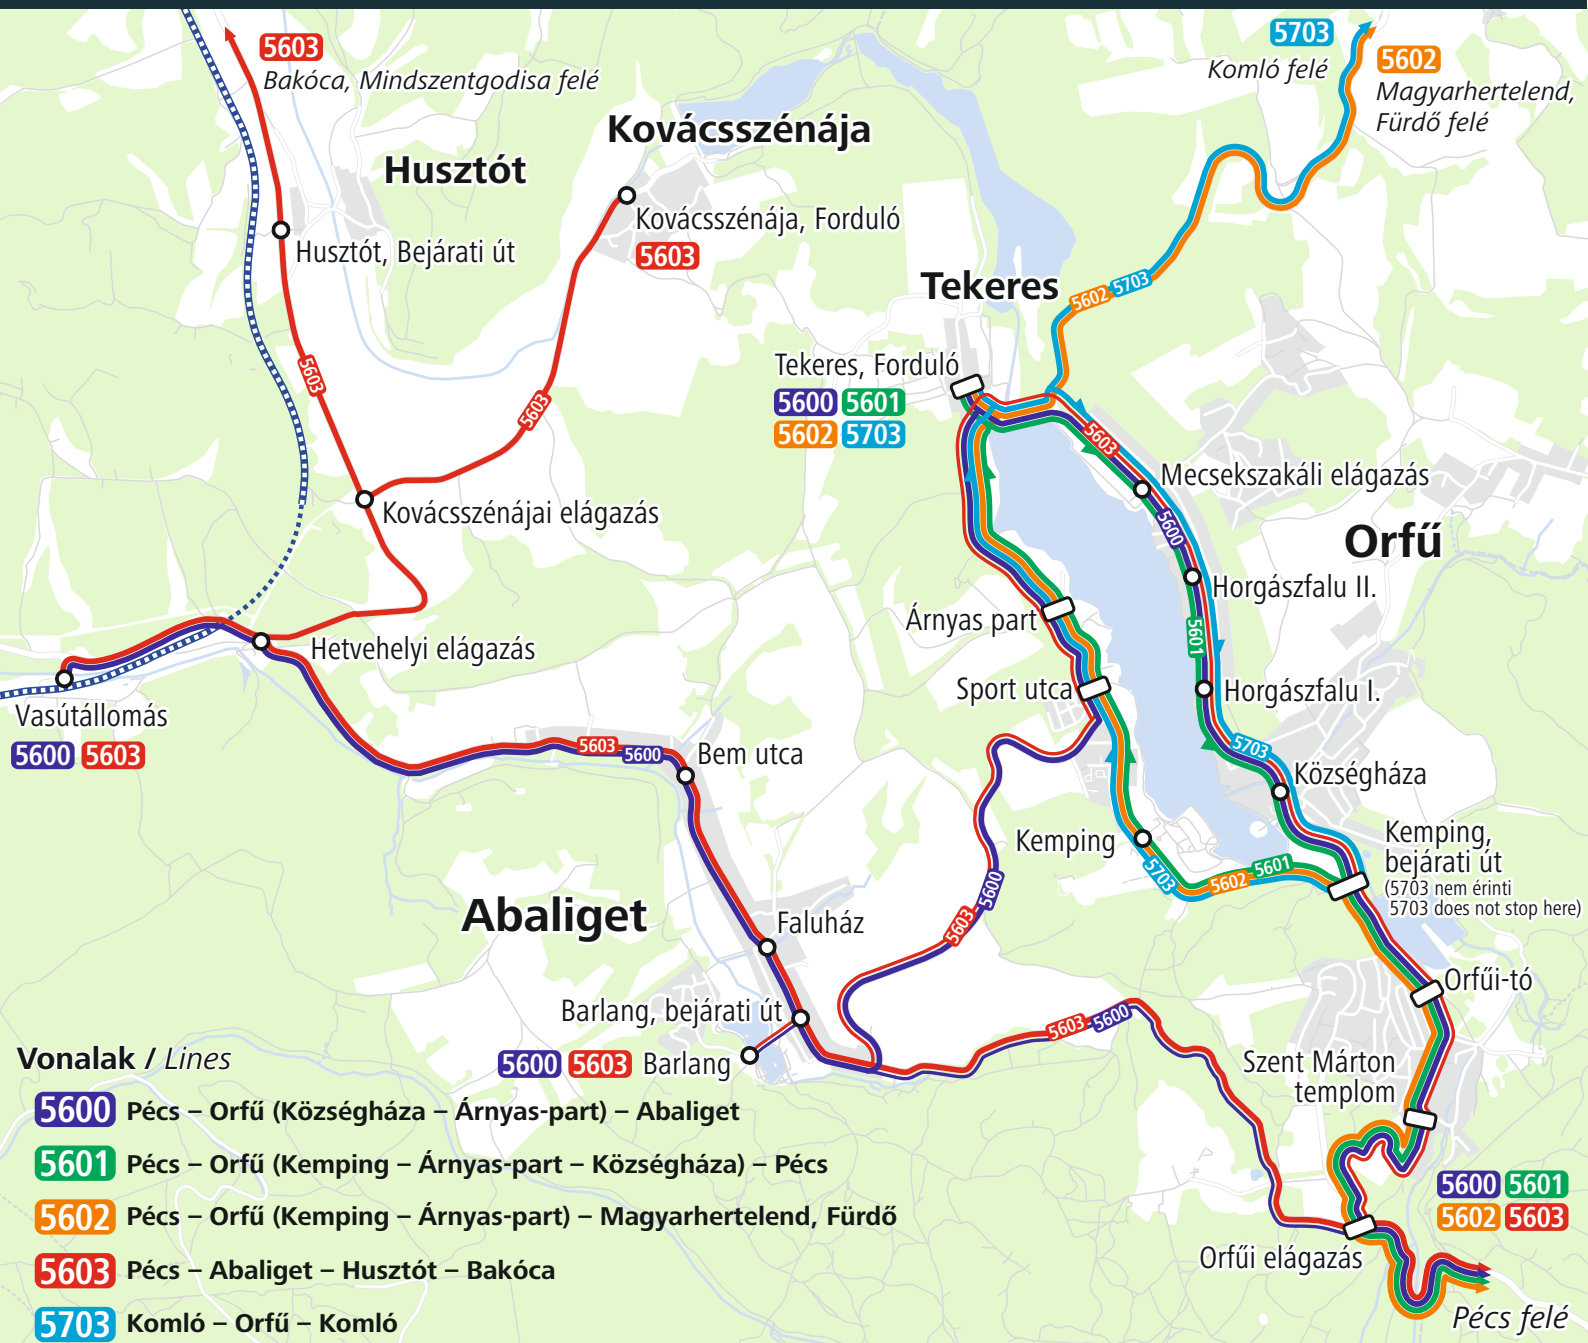 5603
Bakóca, Mindszentgodisa felé
5703
Komló felé
5602
Magyarhertelend,
Fürdő felé
Kovácsszénája
Husztót
Kovácsszénája, Forduló
5603
Husztót, Bejárati út
Tekeres
5602 5703
Tekeres, Forduló
5600 5601
5602 5703
5603
5603
5603
Mecsekszakáli elágazás
Kovácsszénájai elágazás
5600
Orfű
Horgászfalu II.
Árnyas part
5601
Hetvehelyi elágazás
Sport utca
Horgászfalu I.
Vasútállomás
5600 5603
5603 5600
Bem utca
5703
Községháza
Kemping
Kemping,
bejárati út
(5703 nem érinti
5703 does not stop here)
5703 5602 5601
5603 5600
Abaliget
Faluház
Orfűi-tó
Barlang, bejárati út
5603 5600
5600 5603 Barlang
Szent Márton
templom
Vonalak / Lines
5600 Pécs – Orfű (Községháza – Árnyas-part) – Abaliget
5601 Pécs – Orfű (Kemping – Árnyas-part – Községháza) – Pécs
5602 Pécs – Orfű (Kemping – Árnyas-part) – Magyarhertelend, Fürdő
5603 Pécs – Abaliget – Husztót – Bakóca
5703 Komló – Orfű – Komló
5600 5601
5602 5603
Orfűi elágazás
Pécs felé